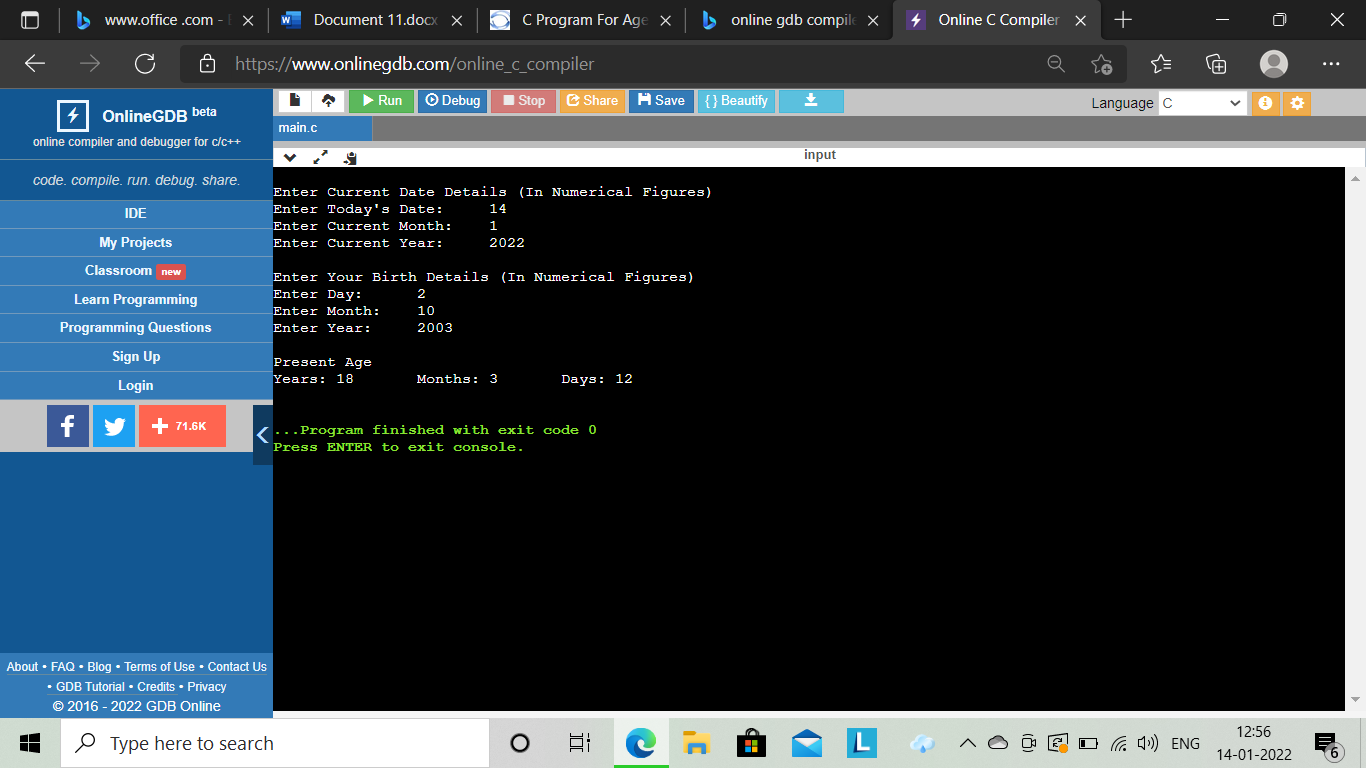 www.office .com -
Document 11.docx
C Program For Age
online gdb compile
Online C Compiler
https://www.onlinegdb.com/online_c_compiler
OnlineGDB beta
online compiler and debugger for c/c++
code. compile. run. debug. share.
IDE
My Projects
Classroom new
Learn Programming
Programming Questions
Sign Up
Login
f + 71.6K
About • FAQ • Blog • Terms of Use • Contact Us
• GDB Tutorial • Credits • Privacy
© 2016 - 2022 GDB Online
Run Debug Stop Share Save { } Beautify
Language C
main.c
input
Enter Current Date Details (In Numerical Figures)
Enter Today's Date: 14
Enter Current Month: 1
Enter Current Year: 2022
Enter Your Birth Details (In Numerical Figures)
Enter Day: 2
Enter Month: 10
Enter Year: 2003
Present Age
Years: 18 Months: 3 Days: 12
...Program finished with exit code 0
Press ENTER to exit console.
Type here to search
L
ENG
12:56
14-01-2022
6